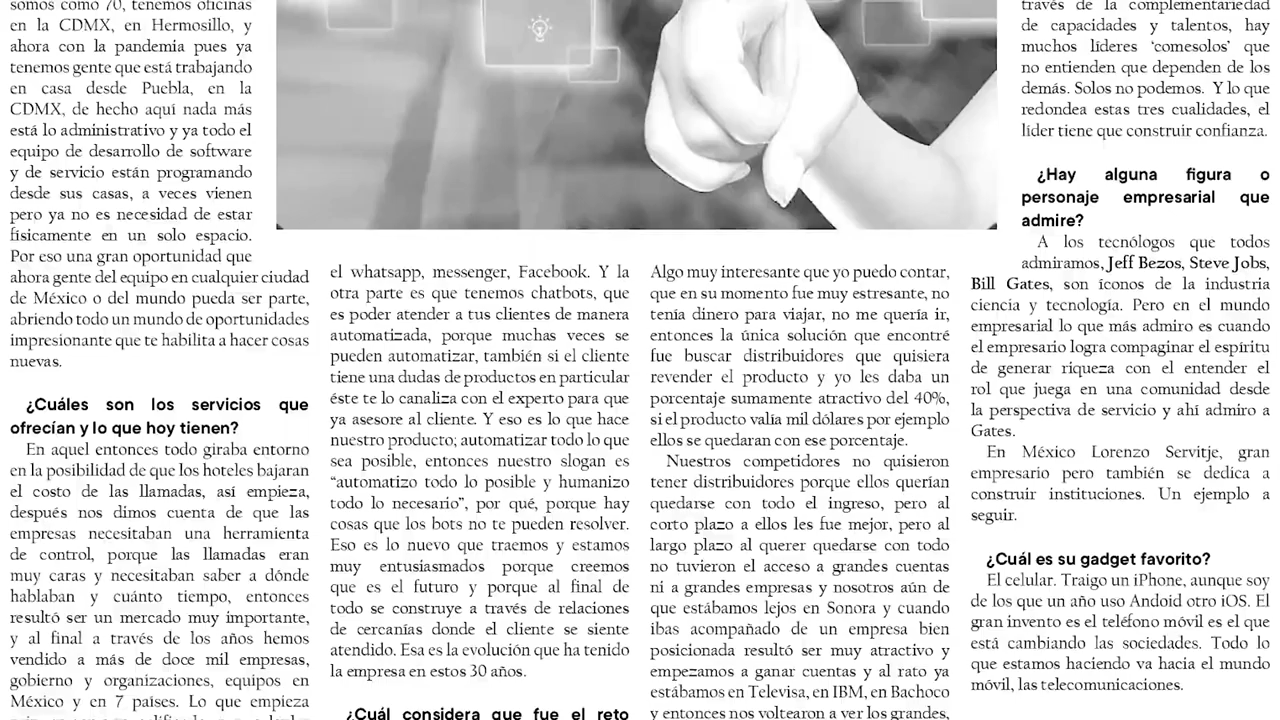 somos como 70, tenemos oficinas
en la CDMX, en Hermosillo, y
ahora con la pandemia pues ya
tenemos gente que está trabajando
en casa desde Puebla, en la
CDMX, de hecho aquí nada más
está lo administrativo y ya todo el
equipo de desarrollo de software
y de servicio están programando
desde sus casas, a veces vienen
pero ya no es necesidad de estar
físicamente en un solo espacio.
Por eso una gran oportunidad que
ahora gente del equipo en cualquier ciudad
de México o del mundo pueda ser parte,
abriendo todo un mundo de oportunidades
impresionante que te habilita a hacer cosas
nuevas.
¿Cuáles son los servicios que
ofrecían y lo que hoy tienen?
En aquel entonces todo giraba entorno
en la posibilidad de que los hoteles bajaran
el costo de las llamadas, así empieza,
después nos dimos cuenta de que las
empresas necesitaban una herramienta
de control, porque las llamadas eran
muy caras y necesitaban saber a dónde
hablaban y cuánto tiempo, entonces
resultó ser un mercado muy importante,
y al final a través de los años hemos
vendido a más de doce mil empresas,
gobierno y organizaciones, equipos en
México y en 7 países. Lo que empieza
el whatsapp, messenger, Facebook. Y la
otra parte es que tenemos chatbots, que
es poder atender a tus clientes de manera
automatizada, porque muchas veces se
pueden automatizar, también si el cliente
tiene una dudas de productos en particular
éste te lo canaliza con el experto para que
ya asesore al cliente. Y eso es lo que hace
nuestro producto; automatizar todo lo que
sea posible, entonces nuestro slogan es
“automatizo todo lo posible y humanizo
todo lo necesario”, por qué, porque hay
cosas que los bots no te pueden resolver.
Eso es lo nuevo que traemos y estamos
muy entusiasmados porque creemos
que es el futuro y porque al final de
todo se construye a través de relaciones
de cercanías donde el cliente se siente
atendido. Esa es la evolución que ha tenido
la empresa en estos 30 años.
¿Cuál considera que fue el reto
Algo muy interesante que yo puedo contar,
que en su momento fue muy estresante, no
tenía dinero para viajar, no me quería ir,
entonces la única solución que encontré
fue buscar distribuidores que quisiera
revender el producto y yo les daba un
porcentaje sumamente atractivo del 40%,
si el producto valía mil dólares por ejemplo
ellos se quedaran con ese porcentaje.
Nuestros competidores no quisieron
tener distribuidores porque ellos querían
quedarse con todo el ingreso, pero al
corto plazo a ellos les fue mejor, pero al
largo plazo al querer quedarse con todo
no tuvieron el acceso a grandes cuentas
ni a grandes empresas y nosotros aún de
que estábamos lejos en Sonora y cuando
ibas acompañado de un empresa bien
posicionada resultó ser muy atractivo y
empezamos a ganar cuentas y al rato ya
estábamos en Televisa, en IBM, en Bachoco
y entonces nos voltearon a ver los grandes,
través de la complementariedad
de capacidades y talentos, hay
muchos líderes ‘comesolos’ que
no entienden que dependen de los
demás. Solos no podemos. Y lo que
redondea estas tres cualidades, el
líder tiene que construir confianza.
¿Hay alguna figura o
personaje empresarial que
admire?
A los tecnólogos que todos
admiramos, Jeff Bezos, Steve Jobs,
Bill Gates, son íconos de la industria
ciencia y tecnología. Pero en el mundo
empresarial lo que más admiro es cuando
el empresario logra compaginar el espíritu
de generar riqueza con el entender el
rol que juega en una comunidad desde
la perspectiva de servicio y ahí admiro a
Gates.
En México Lorenzo Servitje, gran
empresario pero también se dedica a
construir instituciones. Un ejemplo a
seguir.
¿Cuál es su gadget favorito?
El celular. Traigo un iPhone, aunque soy
de los que un año uso Andoid otro iOS. El
gran invento es el teléfono móvil es el que
está cambiando las sociedades. Todo lo
que estamos haciendo va hacia el mundo
móvil, las telecomunicaciones.